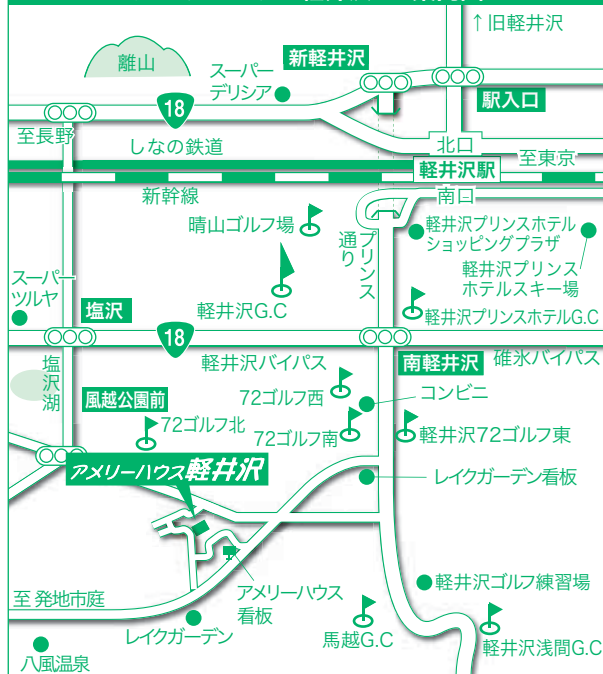 ↑旧軽井沢
離山
新軽井沢
スーパー
デリシア
18
駅入口
至長野
しなの鉄道
北口
至東京
軽井沢駅
新幹線
南口
晴山ゴルフ場
プリンス
通り
軽井沢プリンスホテル
ショッピングプラザ
軽井沢プリンス
ホテルスキー場
スーパー
ツルヤ
軽井沢G.C
塩沢
18
軽井沢プリンスホテルG.C
軽井沢バイパス
南軽井沢
碓氷バイパス
塩沢湖
風越公園前
72ゴルフ西
コンビニ
72ゴルフ北
72ゴルフ南
軽井沢72ゴルフ東
アメリーハウス軽井沢
レイクガーデン看板
至発地市庭
アメリーハウス
看板
軽井沢ゴルフ練習場
レイクガーデン
馬越G.C
軽井沢浅間G.C
八風温泉